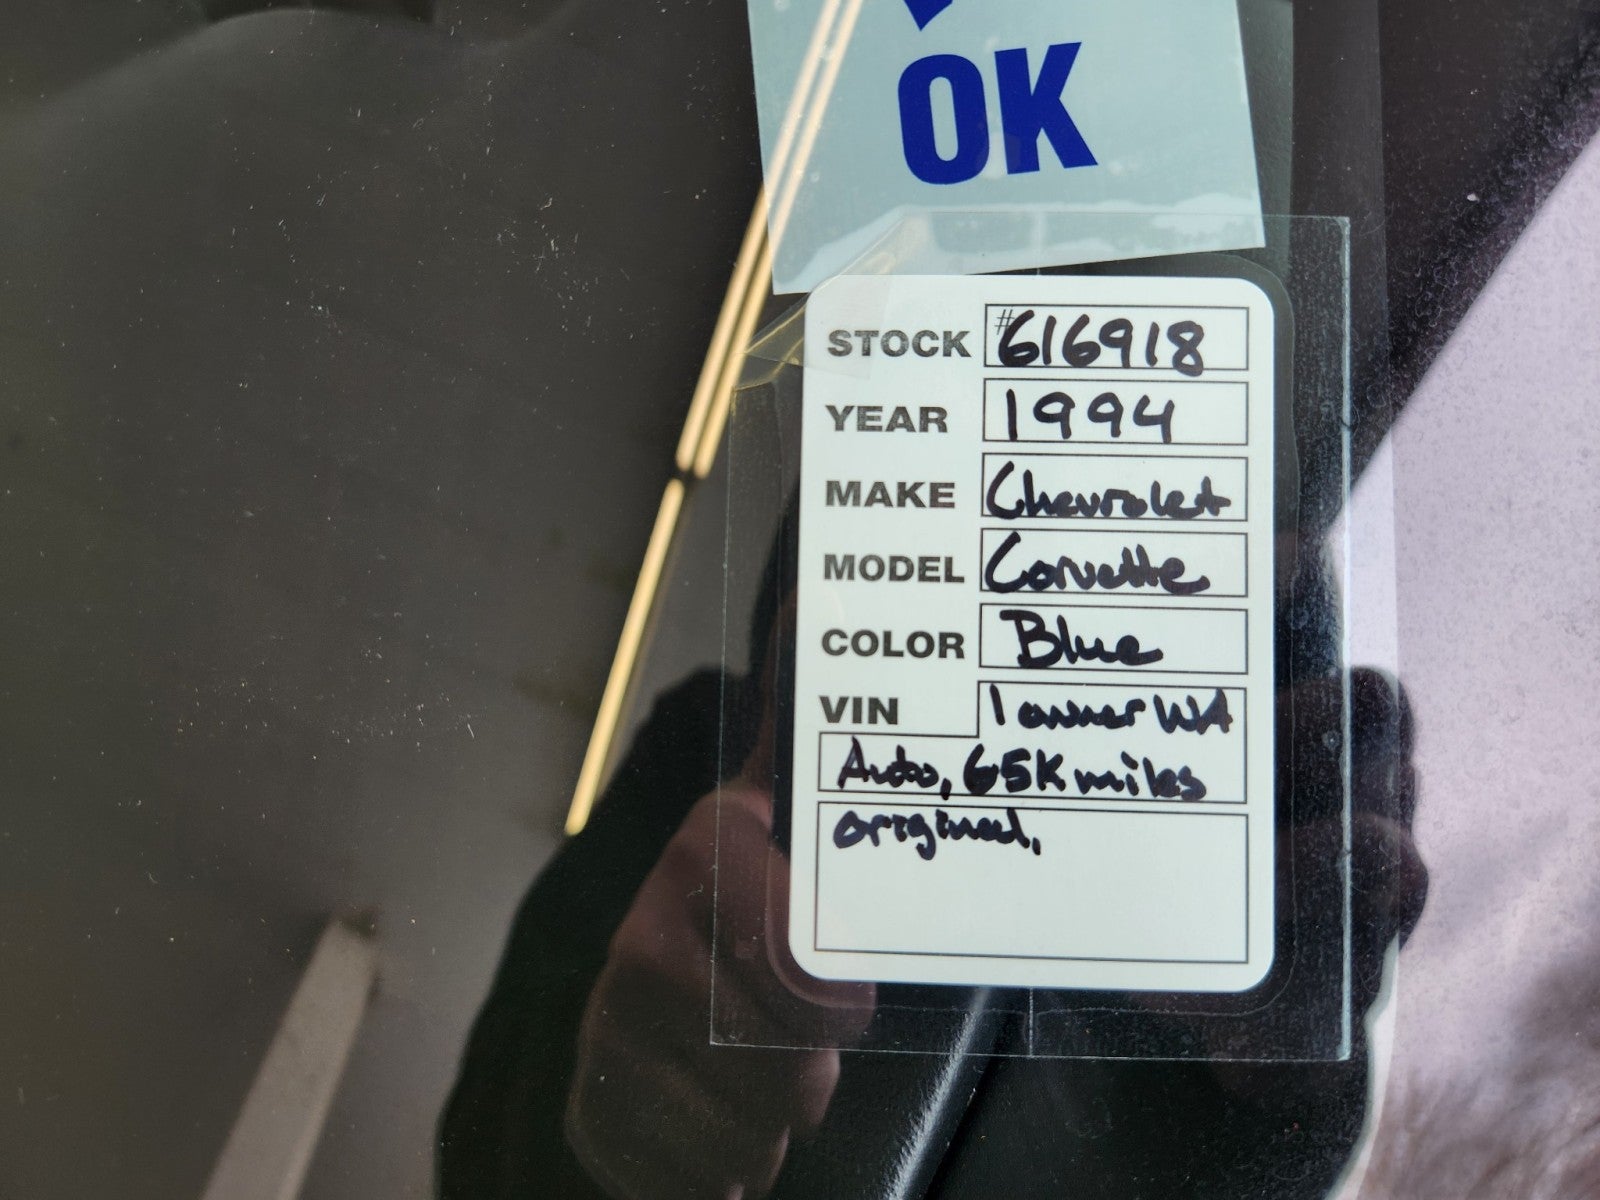 OK
STOCK #616918
YEAR 1994
MAKE Chevrolet
MODEL Corvette
COLOR Blue
VIN 1 owner WA
Auto, 65K miles
original,